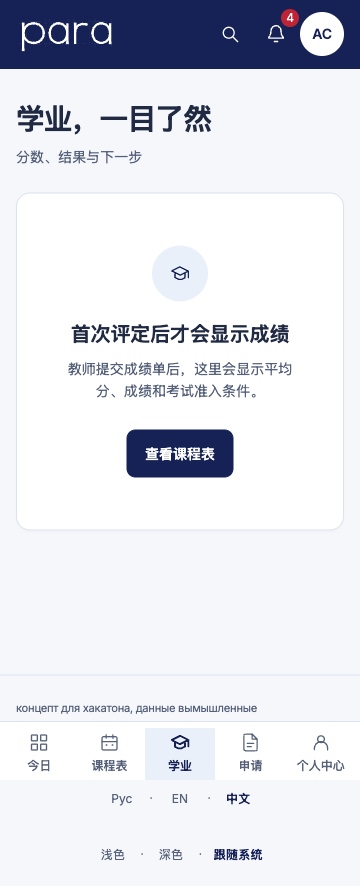 para
4
AC
学业，一目了然
分数、结果与下一步
首次评定后才会显示成绩
教师提交成绩单后，这里会显示平均
分、成绩和考试准入条件。
查看课程表
концепт для хакатона, данные вымышленные
今日 课程表 学业 申请 个人中心
Рус · EN · 中文
浅色 · 深色 · 跟随系统